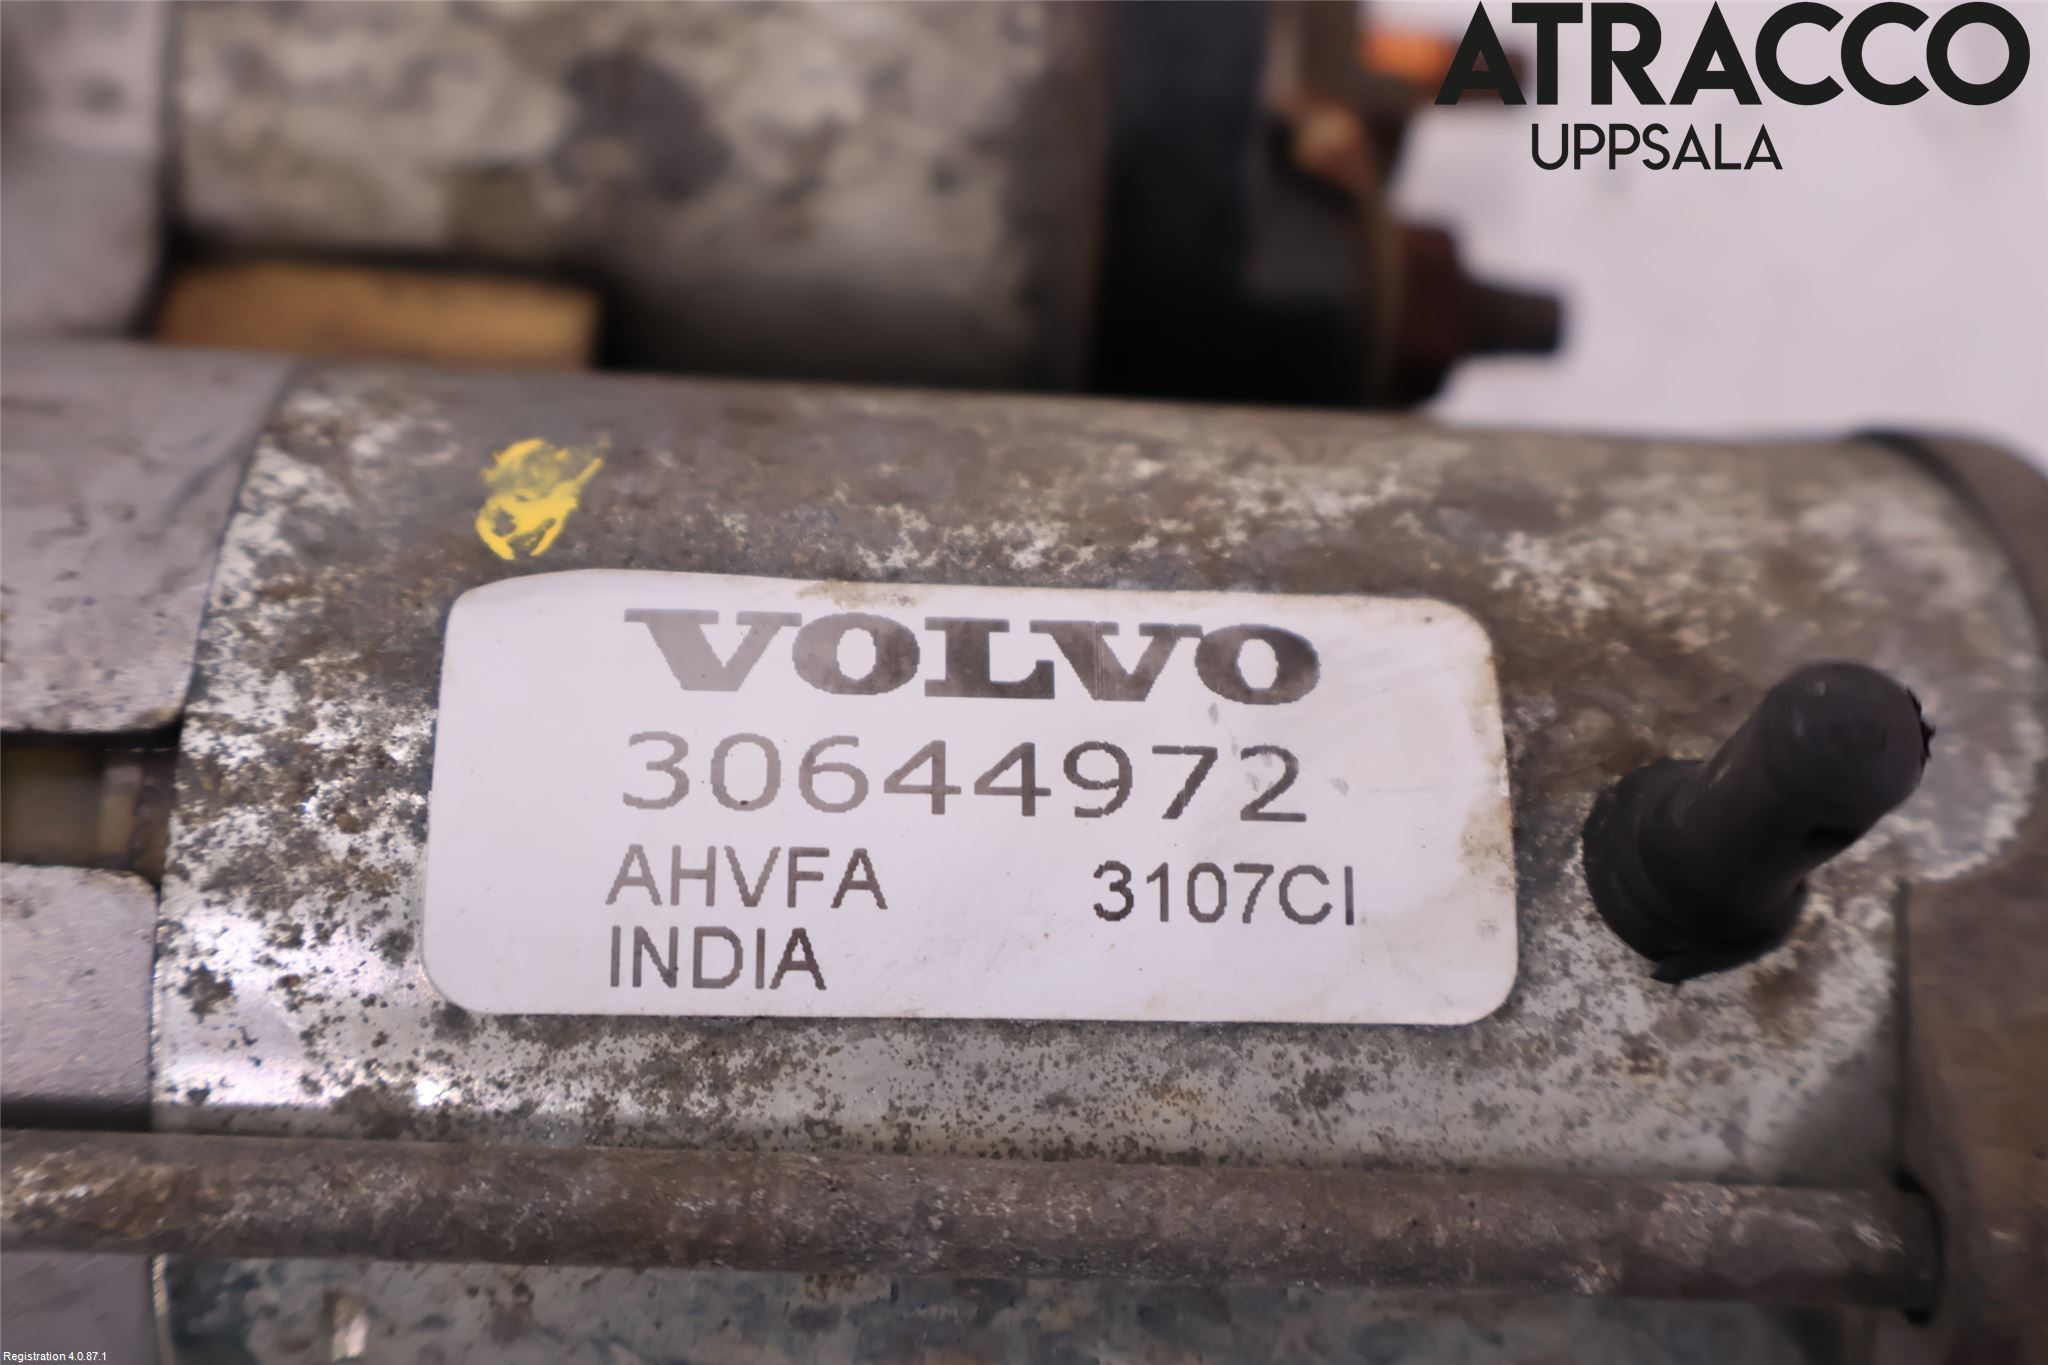 ATRACCO
UPPSALA
VOLVO
30644972
AHVFA 3107CI
INDIA
Registration 4.0.87.1